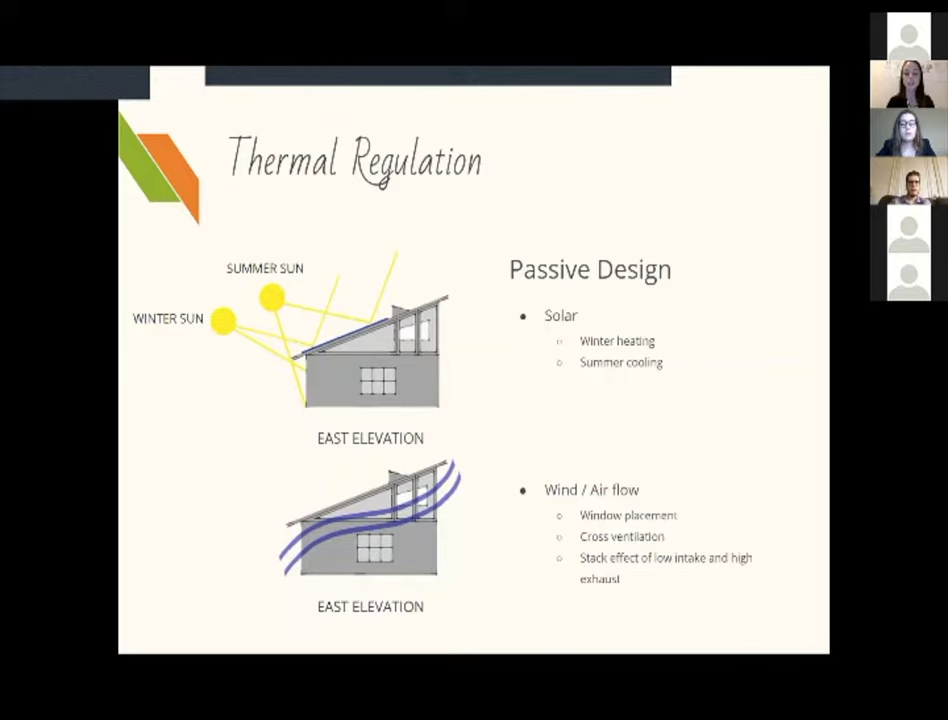 Thermal Regulation
SUMMER SUN
WINTER SUN
EAST ELEVATION
EAST ELEVATION
Passive Design
Solar
Winter heating
Summer cooling
Wind / Air flow
Window placement
Cross ventilation
Stack effect of low intake and high
exhaust